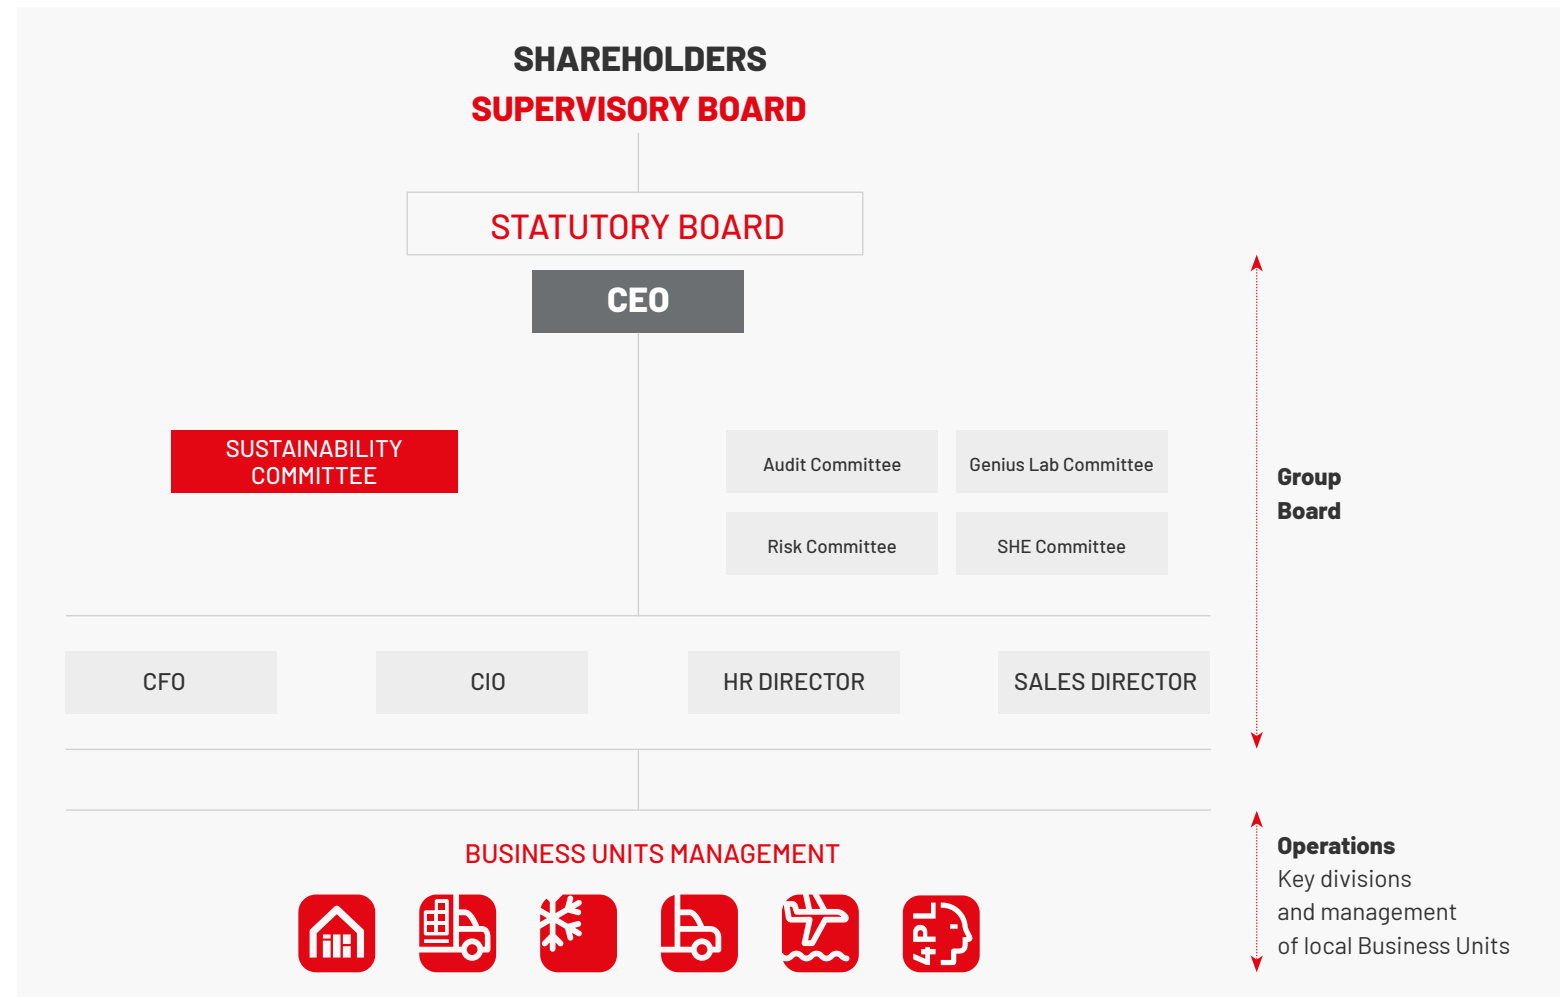 SHAREHOLDERS
SUPERVISORY BOARD
STATUTORY BOARD
CEO
SUSTAINABILITY
COMMITTEE
Audit Committee
Genius Lab Committee
Risk Committee
SHE Committee
Group
Board
CFO
CIO
HR DIRECTOR
SALES DIRECTOR
BUSINESS UNITS MANAGEMENT
4PL
Operations
Key divisions
and management
of local Business Units